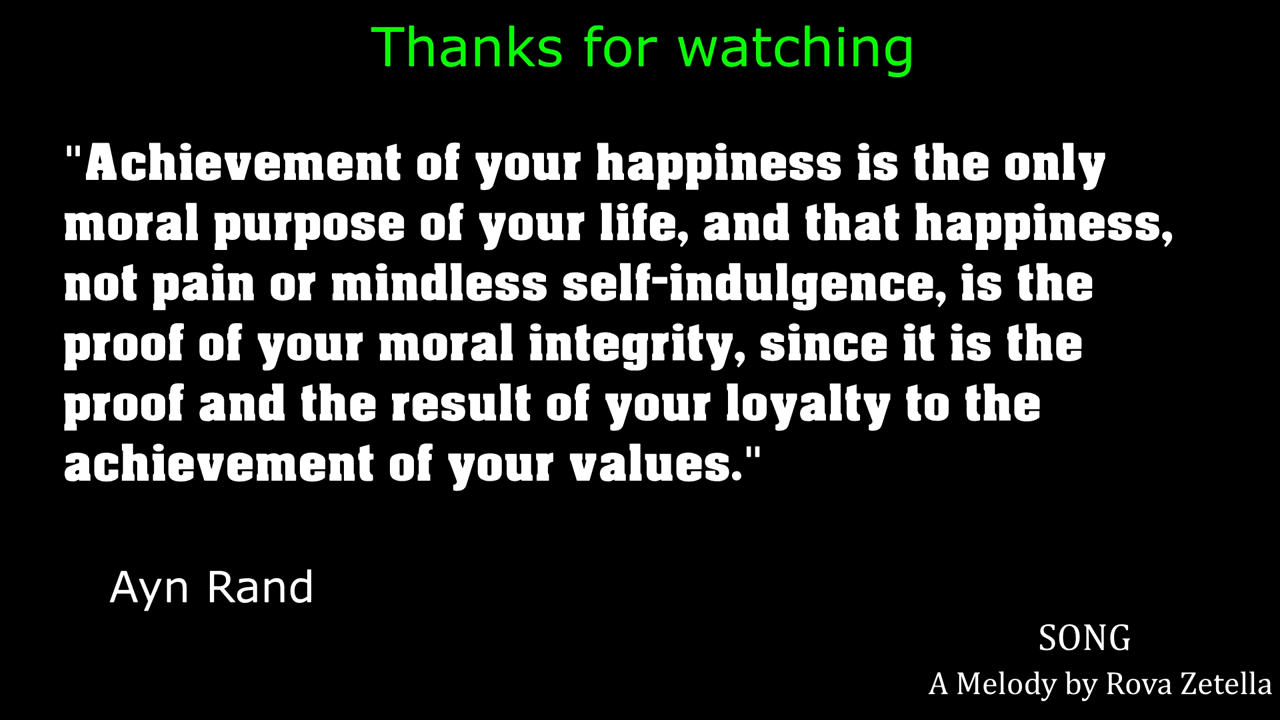 Thanks for watching
"Achievement of your happiness is the only
moral purpose of your life, and that happiness,
not pain or mindless self-indulgence, is the
proof of your moral integrity, since it is the
proof and the result of your loyalty to the
achievement of your values."
Ayn Rand
SONG
A Melody by Rova Zetella